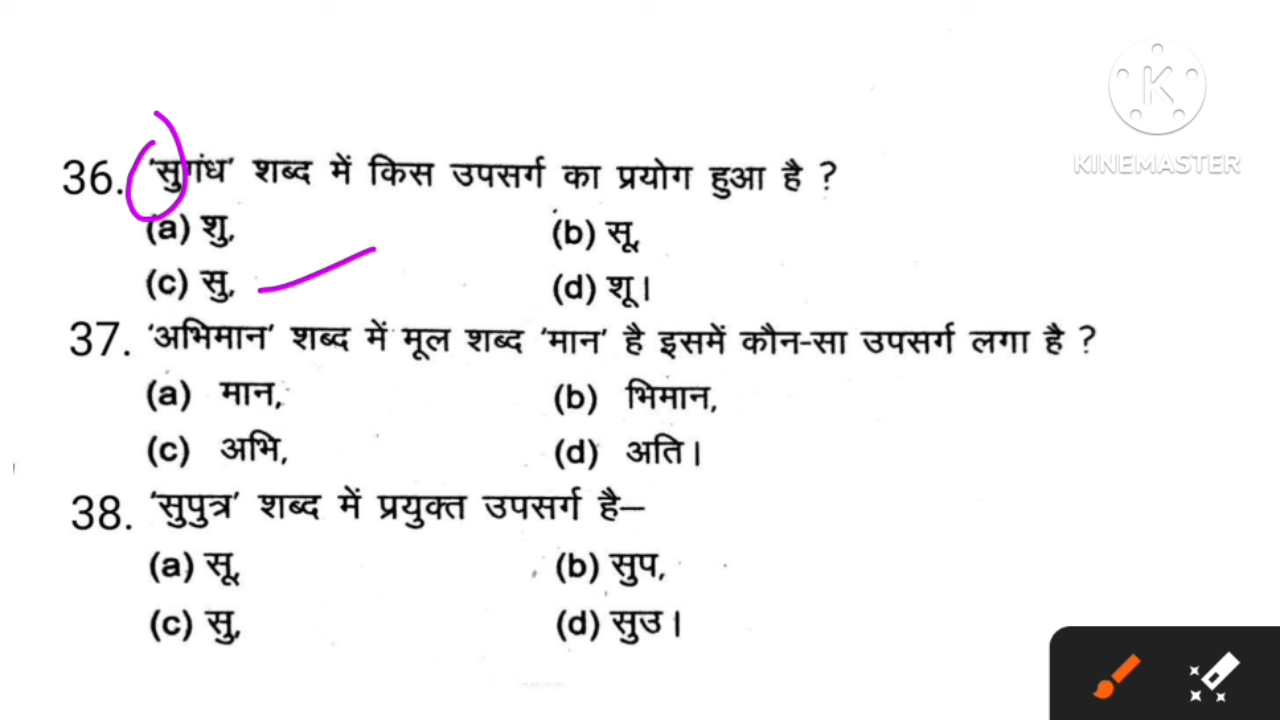 KINEMASTER
36. 'सुगंध' शब्द में किस उपसर्ग का प्रयोग हुआ है ?
(a) शु, (b) सू,
(c) सु, (d) शू।
37. 'अभिमान' शब्द में मूल शब्द 'मान' है इसमें कौन-सा उपसर्ग लगा है ?
(a) मान, (b) भिमान,
(c) अभि, (d) अति।
38. 'सुपुत्र' शब्द में प्रयुक्त उपसर्ग है–
(a) सू, (b) सुप,
(c) सु, (d) सुउ।